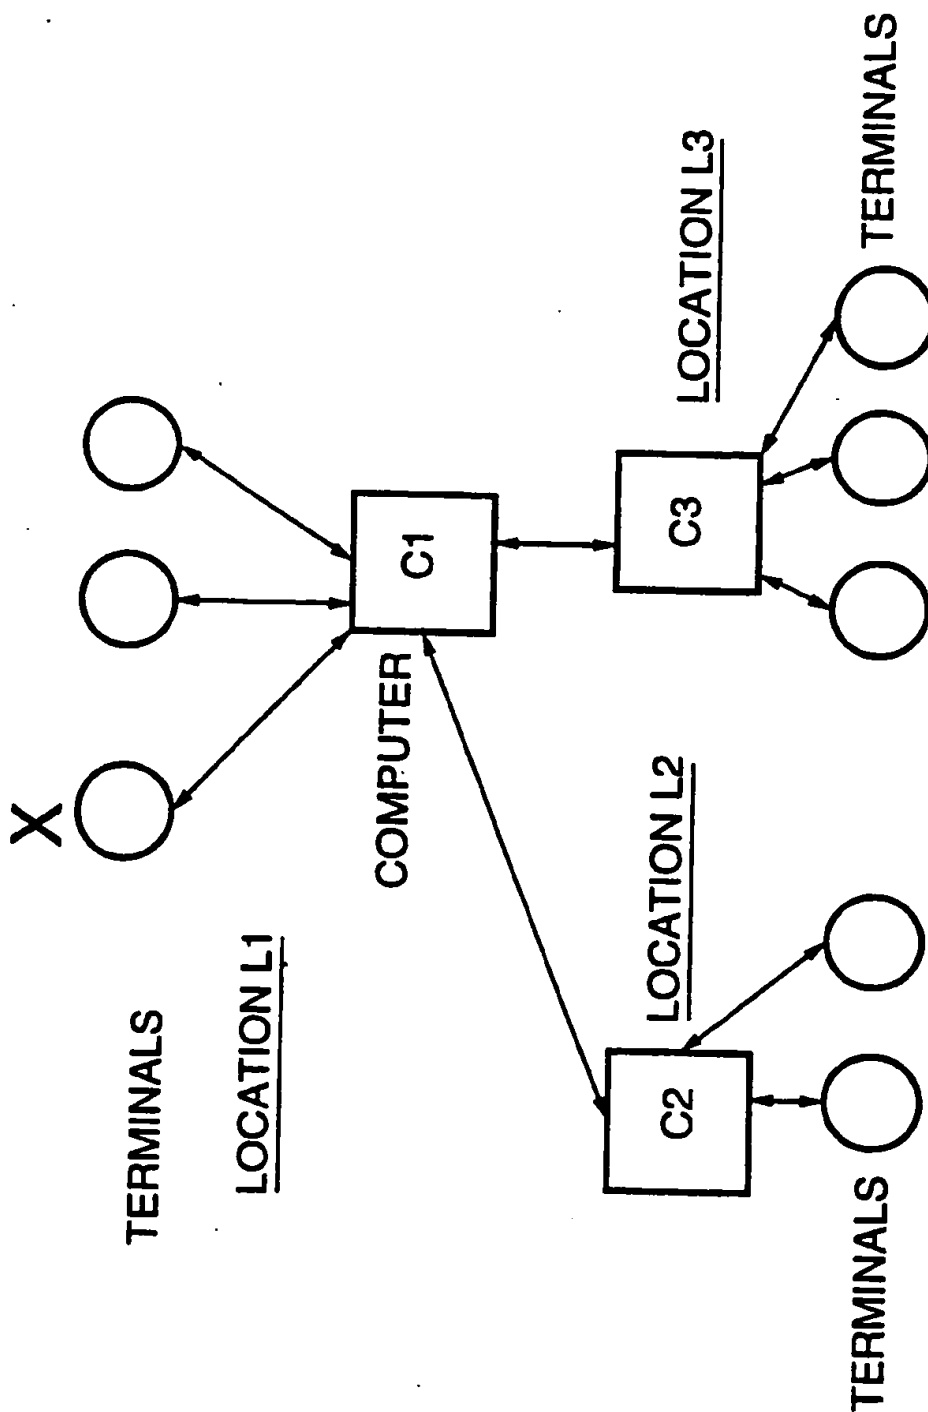 X
TERMINALS
LOCATION L1
COMPUTER
C1
C2
LOCATION L2
C3
LOCATION L3
TERMINALS
TERMINALS